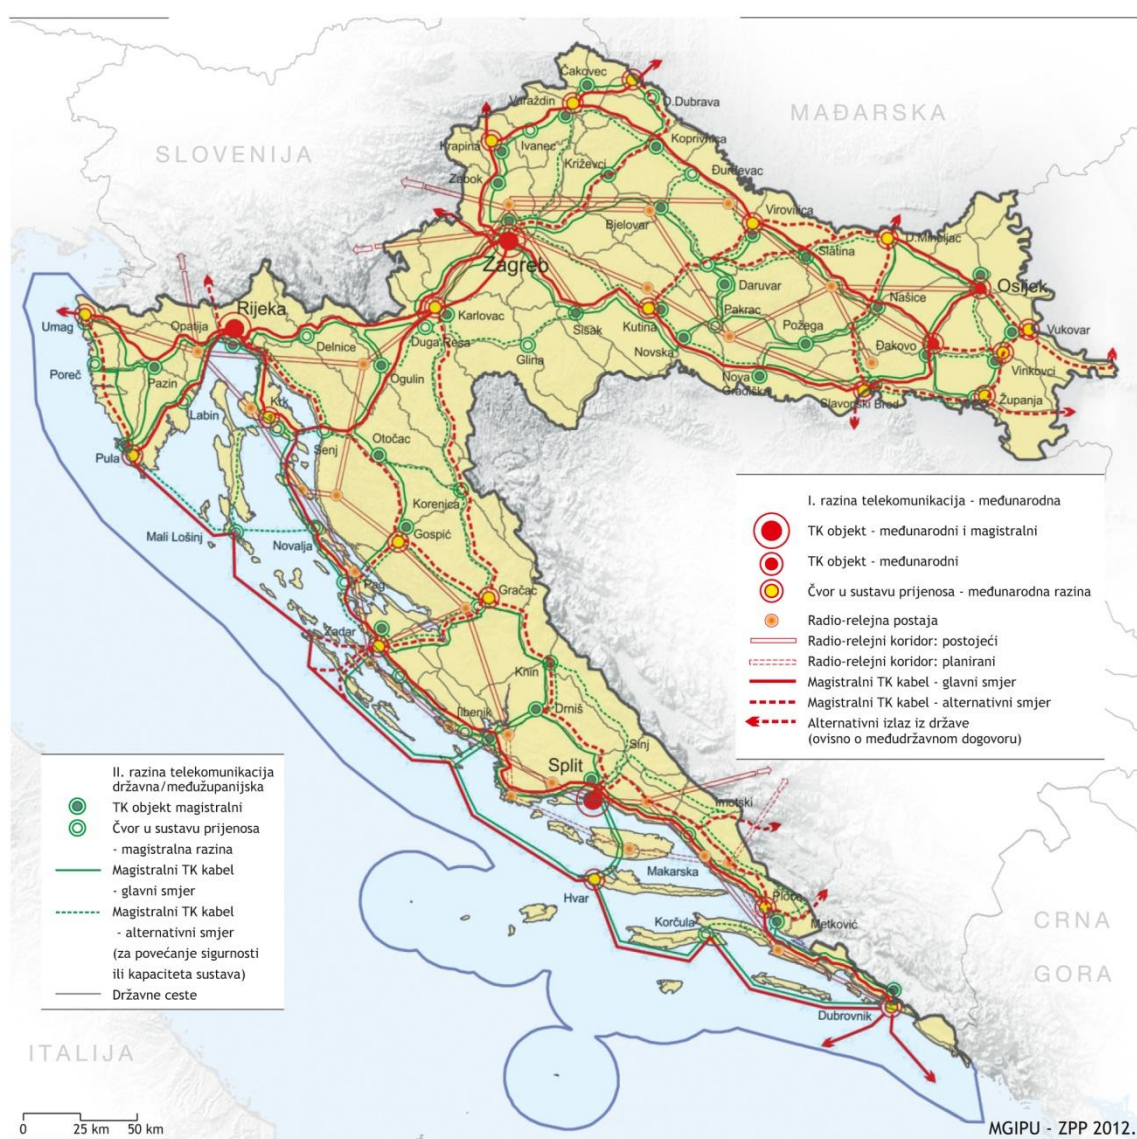 MAĐARSKA
SLOVENIJA
Čakovec
Varaždin
D.Dubrava
Krapina
Ivanec
Koprivnica
Križevci
Zabok
Đurđevac
Bjelovar
Virovitica
D.Miholjac
Zagreb
Slatina
Osijek
Daruvar
Rijeka
Umag
Opatija
Karlovac
Sisak
Kutina
Pakrac
Našice
Vukovar
Delnice
Duga Resa
Glina
Novska
Požega
Đakovo
Poreč
Pazin
Ogulin
Nova
Gradiška
Vinkovci
Labin
Krk
Slavonski Brod
Županja
Otočac
Senj
Pula
Korenica
Mali Lošinj
Novalja
Gospić
Pag
Gračac
Zadar
Knin
Drniš
Sinj
Split
Imotski
Makarska
Hvar
Ploče
Korčula
Metković
Dubrovnik
CRNA
GORA
ITALIJA
I. razina telekomunikacija - međunarodna
TK objekt - međunarodni i magistralni
TK objekt - međunarodni
Čvor u sustavu prijenosa - međunarodna razina
Radio-relejna postaja
Radio-relejni koridor: postojeći
Radio-relejni koridor: planirani
Magistralni TK kabel - glavni smjer
Magistralni TK kabel - alternativni smjer
Alternativni izlaz iz države
(ovisno o međudržavnom dogovoru)
II. razina telekomunikacija
državna/međužupanijska
TK objekt magistralni
Čvor u sustavu prijenosa
- magistralna razina
Magistralni TK kabel
- glavni smjer
Magistralni TK kabel
- alternativni smjer
(za povećanje sigurnosti
ili kapaciteta sustava)
Državne ceste
0 25 km 50 km
MGIPU - ZPP 2012.